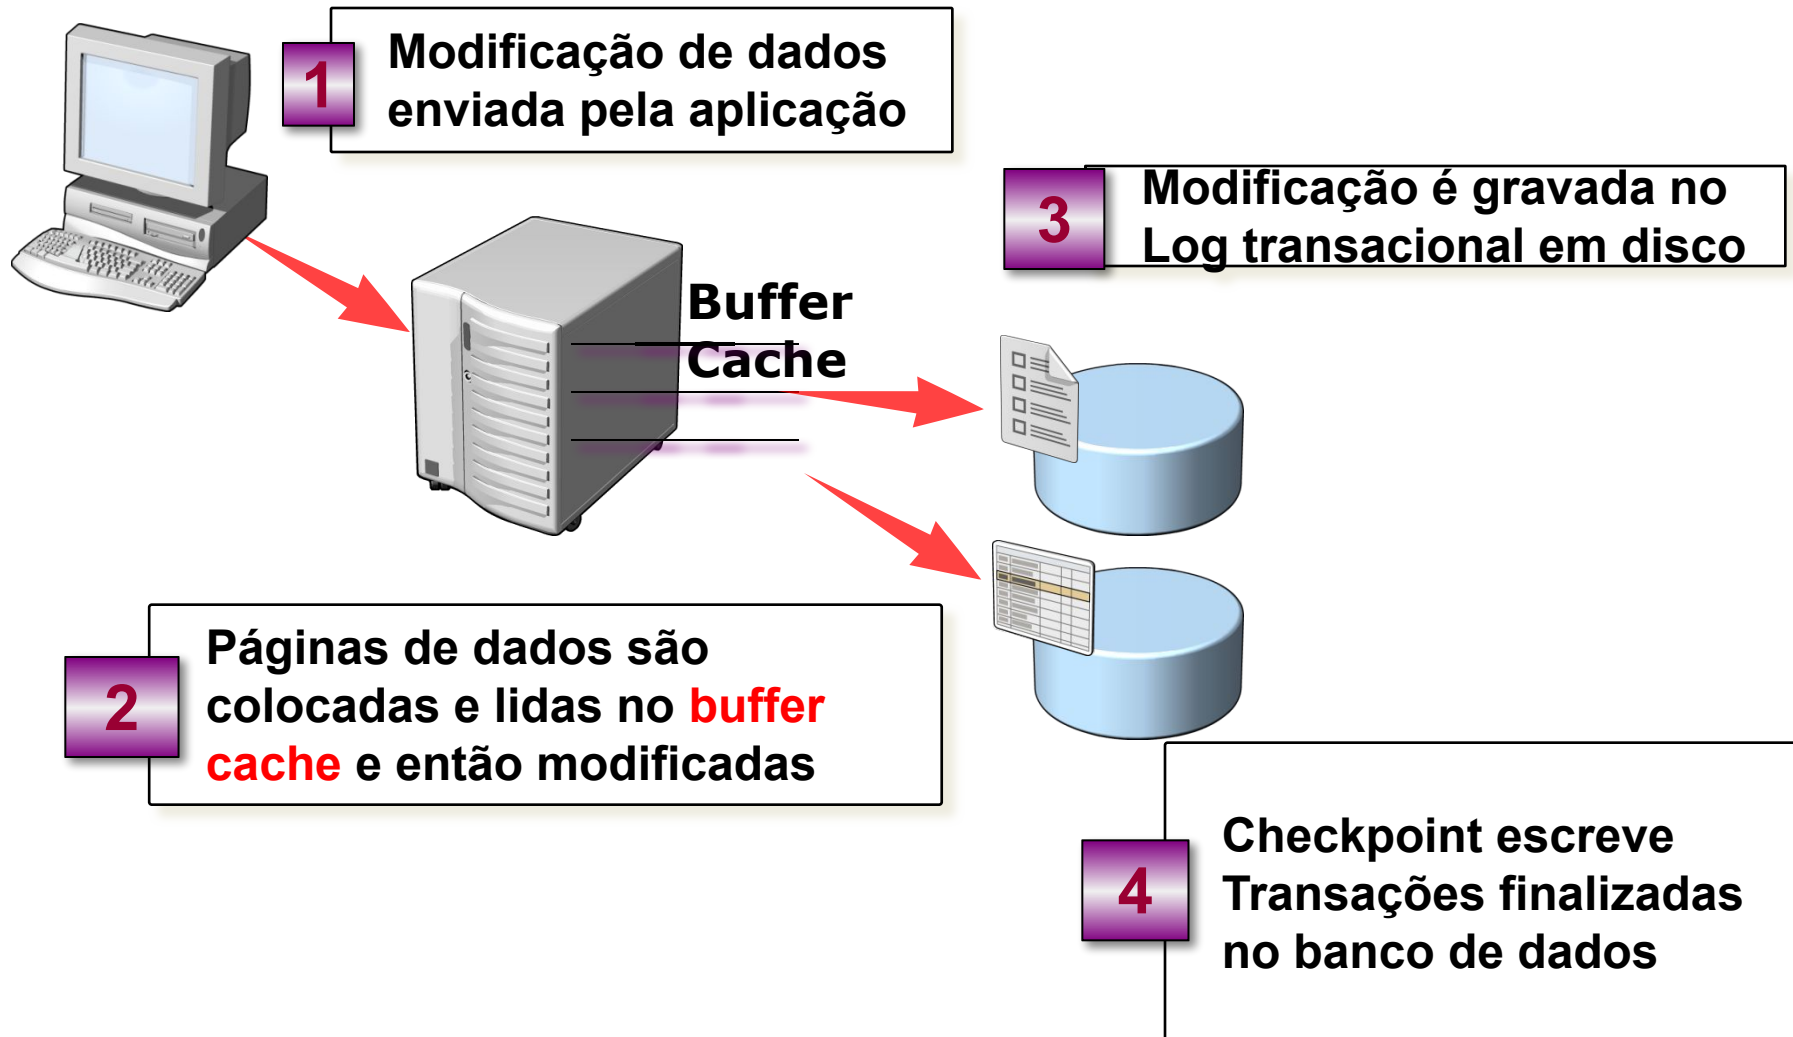 1
Modificação de dados
enviada pela aplicação
3
Modificação é gravada no
Log transacional em disco
Buffer
Cache
2
Páginas de dados são
colocadas e lidas no buffer
cache e então modificadas
4
Checkpoint escreve
Transações finalizadas
no banco de dados